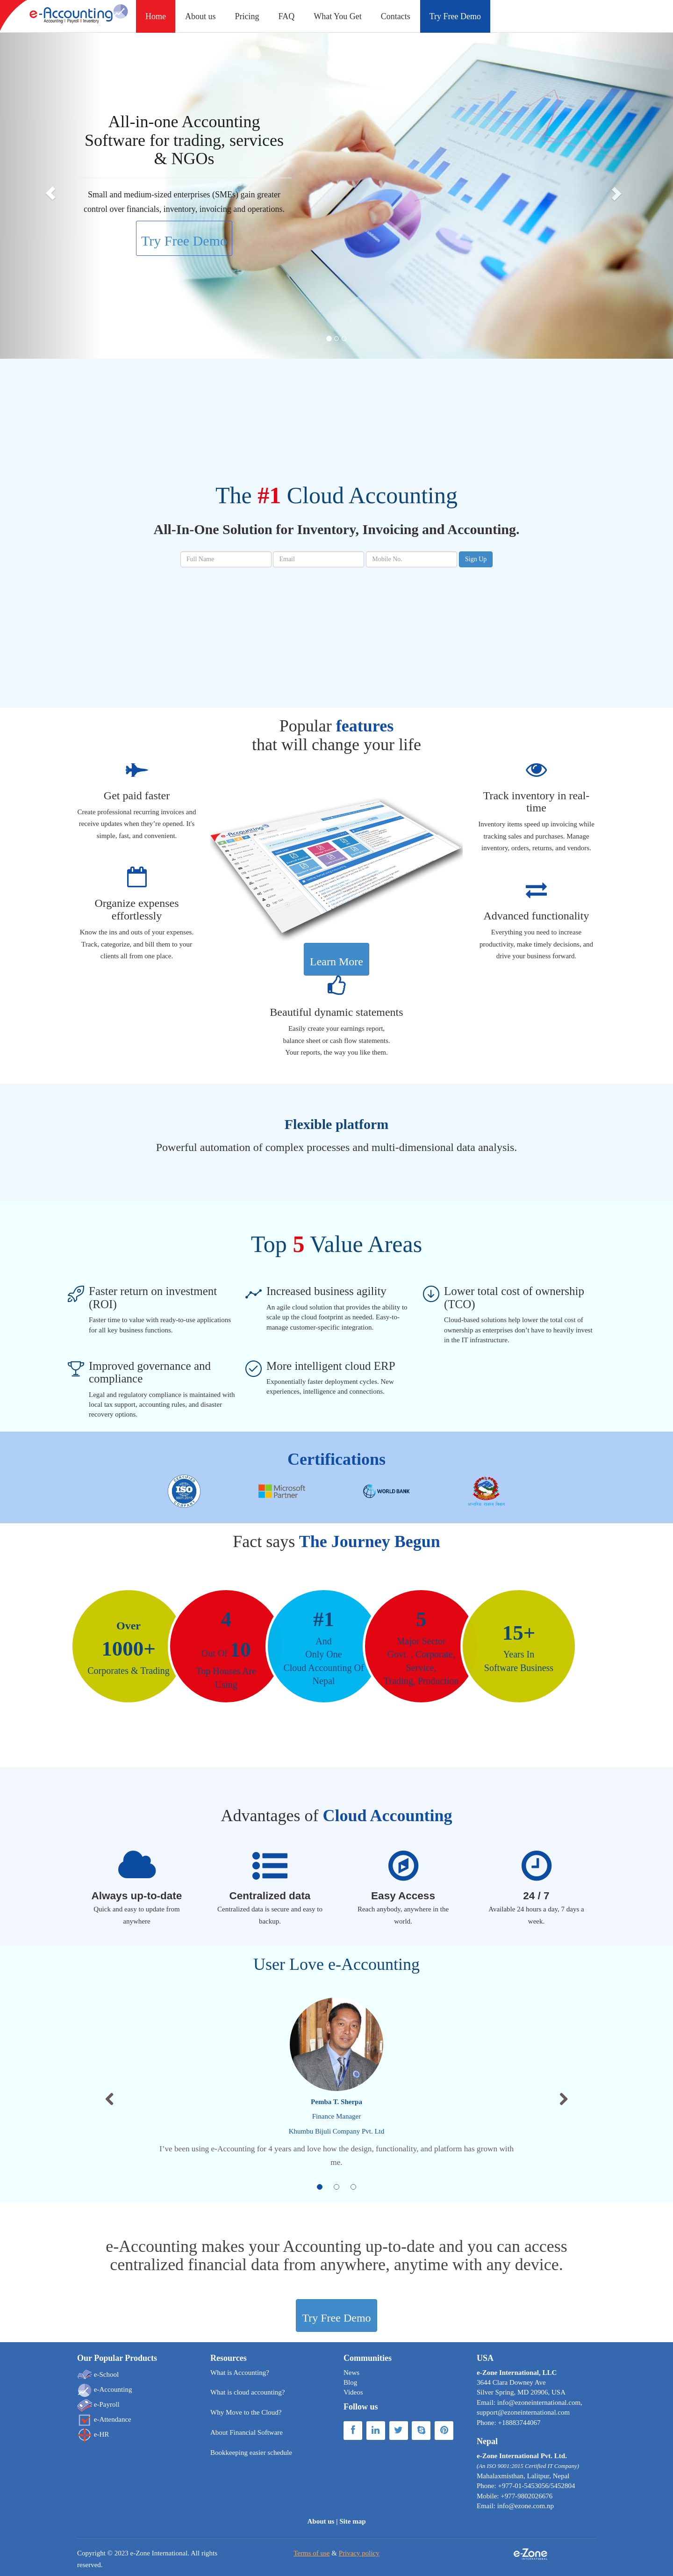 e-Accounting
Accounting | Payroll | Inventory
Home
About us
Pricing
FAQ
What You Get
Contacts
Try Free Demo
All-in-one Accounting
Software for trading, services
& NGOs
Small and medium-sized enterprises (SMEs) gain greater
control over financials, inventory, invoicing and operations.
Try Free Demo
The #1 Cloud Accounting
All-In-One Solution for Inventory, Invoicing and Accounting.
Full Name
Email
Mobile No.
Sign Up
Popular features
that will change your life
Get paid faster
Create professional recurring invoices and
receive updates when they’re opened. It's
simple, fast, and convenient.
Organize expenses
effortlessly
Know the ins and outs of your expenses.
Track, categorize, and bill them to your
clients all from one place.
e-Accounting
Learn More
Track inventory in real-
time
Inventory items speed up invoicing while
tracking sales and purchases. Manage
inventory, orders, returns, and vendors.
Advanced functionality
Everything you need to increase
productivity, make timely decisions, and
drive your business forward.
Beautiful dynamic statements
Easily create your earnings report,
balance sheet or cash flow statements.
Your reports, the way you like them.
Flexible platform
Powerful automation of complex processes and multi-dimensional data analysis.
Top 5 Value Areas
Faster return on investment
(ROI)
Faster time to value with ready-to-use applications
for all key business functions.
Increased business agility
An agile cloud solution that provides the ability to
scale up the cloud footprint as needed. Easy-to-
manage customer-specific integration.
Lower total cost of ownership
(TCO)
Cloud-based solutions help lower the total cost of
ownership as enterprises don’t have to heavily invest
in the IT infrastructure.
Improved governance and
compliance
Legal and regulatory compliance is maintained with
local tax support, accounting rules, and disaster
recovery options.
More intelligent cloud ERP
Exponentially faster deployment cycles. New
experiences, intelligence and connections.
Certifications
ISO
Microsoft
Partner
WORLD BANK
Fact says The Journey Begun
Over
1000+
Corporates & Trading
4
Out Of 10
Top Houses Are
Using
#1
And
Only One
Cloud Accounting Of
Nepal
5
Major Sector
Govt. , Corporate,
Service,
Trading, Production
15+
Years In
Software Business
Advantages of Cloud Accounting
Always up-to-date
Quick and easy to update from
anywhere
Centralized data
Centralized data is secure and easy to
backup.
Easy Access
Reach anybody, anywhere in the
world.
24 / 7
Available 24 hours a day, 7 days a
week.
User Love e-Accounting
Pemba T. Sherpa
Finance Manager
Khumbu Bijuli Company Pvt. Ltd
I’ve been using e-Accounting for 4 years and love how the design, functionality, and platform has grown with
me.
e-Accounting makes your Accounting up-to-date and you can access
centralized financial data from anywhere, anytime with any device.
Try Free Demo
Our Popular Products
e-School
e-Accounting
e-Payroll
e-Attendance
e-HR
Resources
What is Accounting?
What is cloud accounting?
Why Move to the Cloud?
About Financial Software
Bookkeeping easier schedule
Communities
News
Blog
Videos
Follow us
USA
e-Zone International, LLC
3644 Clara Downey Ave
Silver Spring, MD 20906, USA
Email: info@ezoneinternational.com,
support@ezoneinternational.com
Phone: +18883744067
Nepal
e-Zone International Pvt. Ltd.
(An ISO 9001:2015 Certified IT Company)
Mahalaxmisthan, Lalitpur, Nepal
Phone: +977-01-5453056/5452804
Mobile: +977-9802026676
Email: info@ezone.com.np
About us | Site map
Copyright © 2023 e-Zone International. All rights
reserved.
Terms of use & Privacy policy
e-Zone